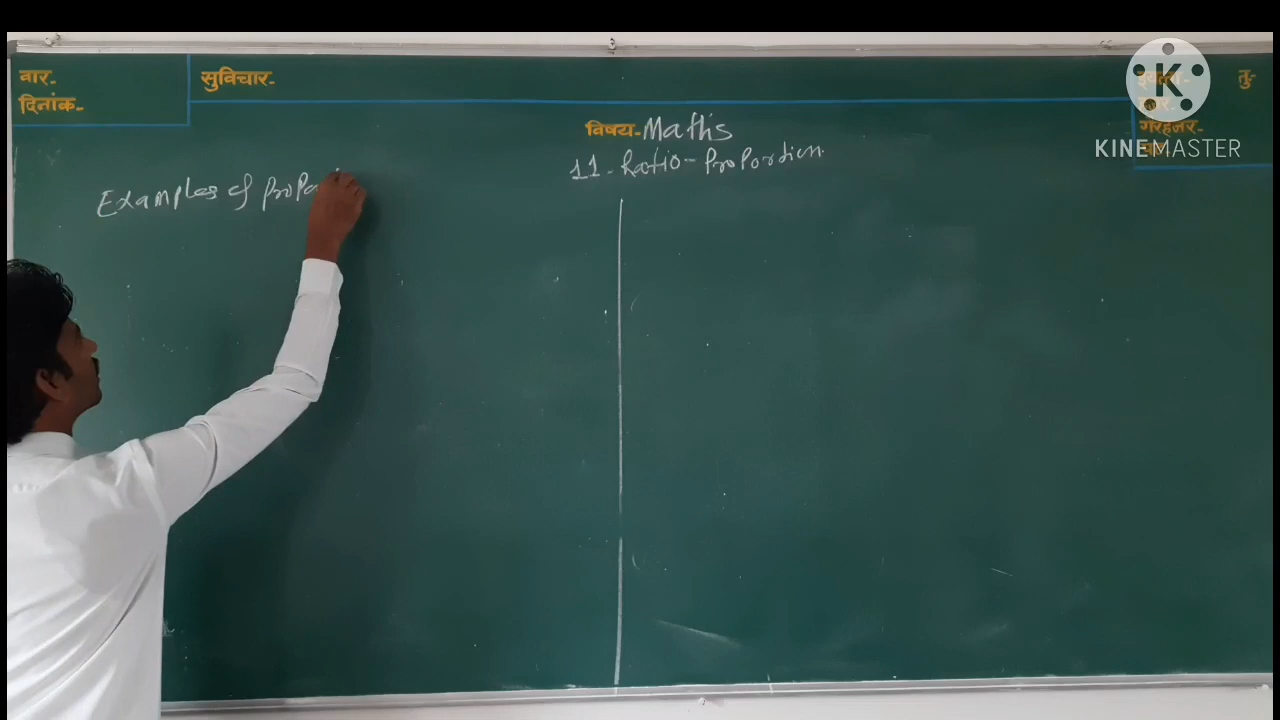 वार-
दिनांक-
सुविचार-
विषय- Maths
11. Ratio-Proportion
Examples of Propo
KINEMASTER